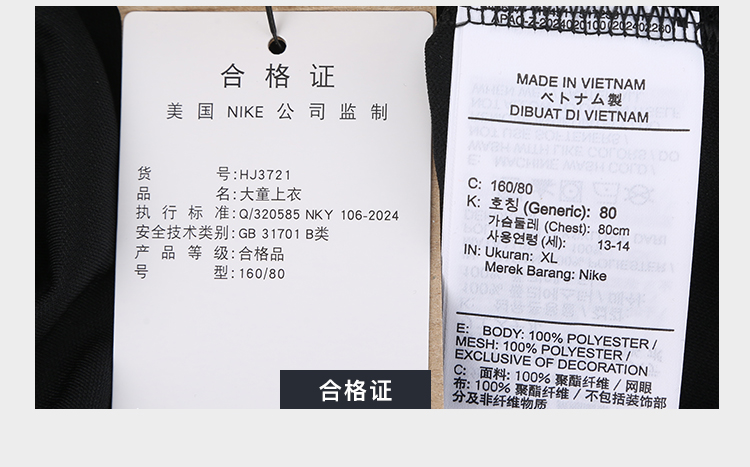 合格证
美国 NIKE 公司监制
货号:HJ3721
品名:大童上衣
执行标准:Q/320585 NKY 106-2024
安全技术类别:GB 31701 B类
产品等级:合格品
号型:160/80
合格证
APAC-Z-2024020100 (202402280)
MADE IN VIETNAM
ベトナム製
DIBUAT DI VIETNAM
C: 160/80
K: 호칭 (Generic): 80
가슴둘레 (Chest): 80cm
사용연령 (세): 13-14
IN: Ukuran: XL
Merek Barang: Nike
E: BODY: 100% POLYESTER /
MESH: 100% POLYESTER /
EXCLUSIVE OF DECORATION
C: 面料: 100% 聚酯纤维 / 网眼
布: 100% 聚酯纤维 / 不包括装饰部
分及非纤维物质